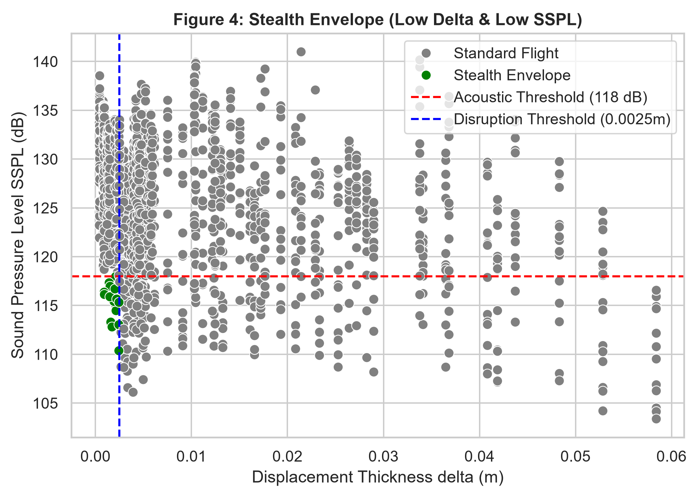 Figure 4: Stealth Envelope (Low Delta & Low SSPL)
Sound Pressure Level SSPL (dB)
140
135
130
125
120
115
110
105
Standard Flight
Stealth Envelope
Acoustic Threshold (118 dB)
Disruption Threshold (0.0025m)
0.00 0.01 0.02 0.03 0.04 0.05 0.06
Displacement Thickness delta (m)